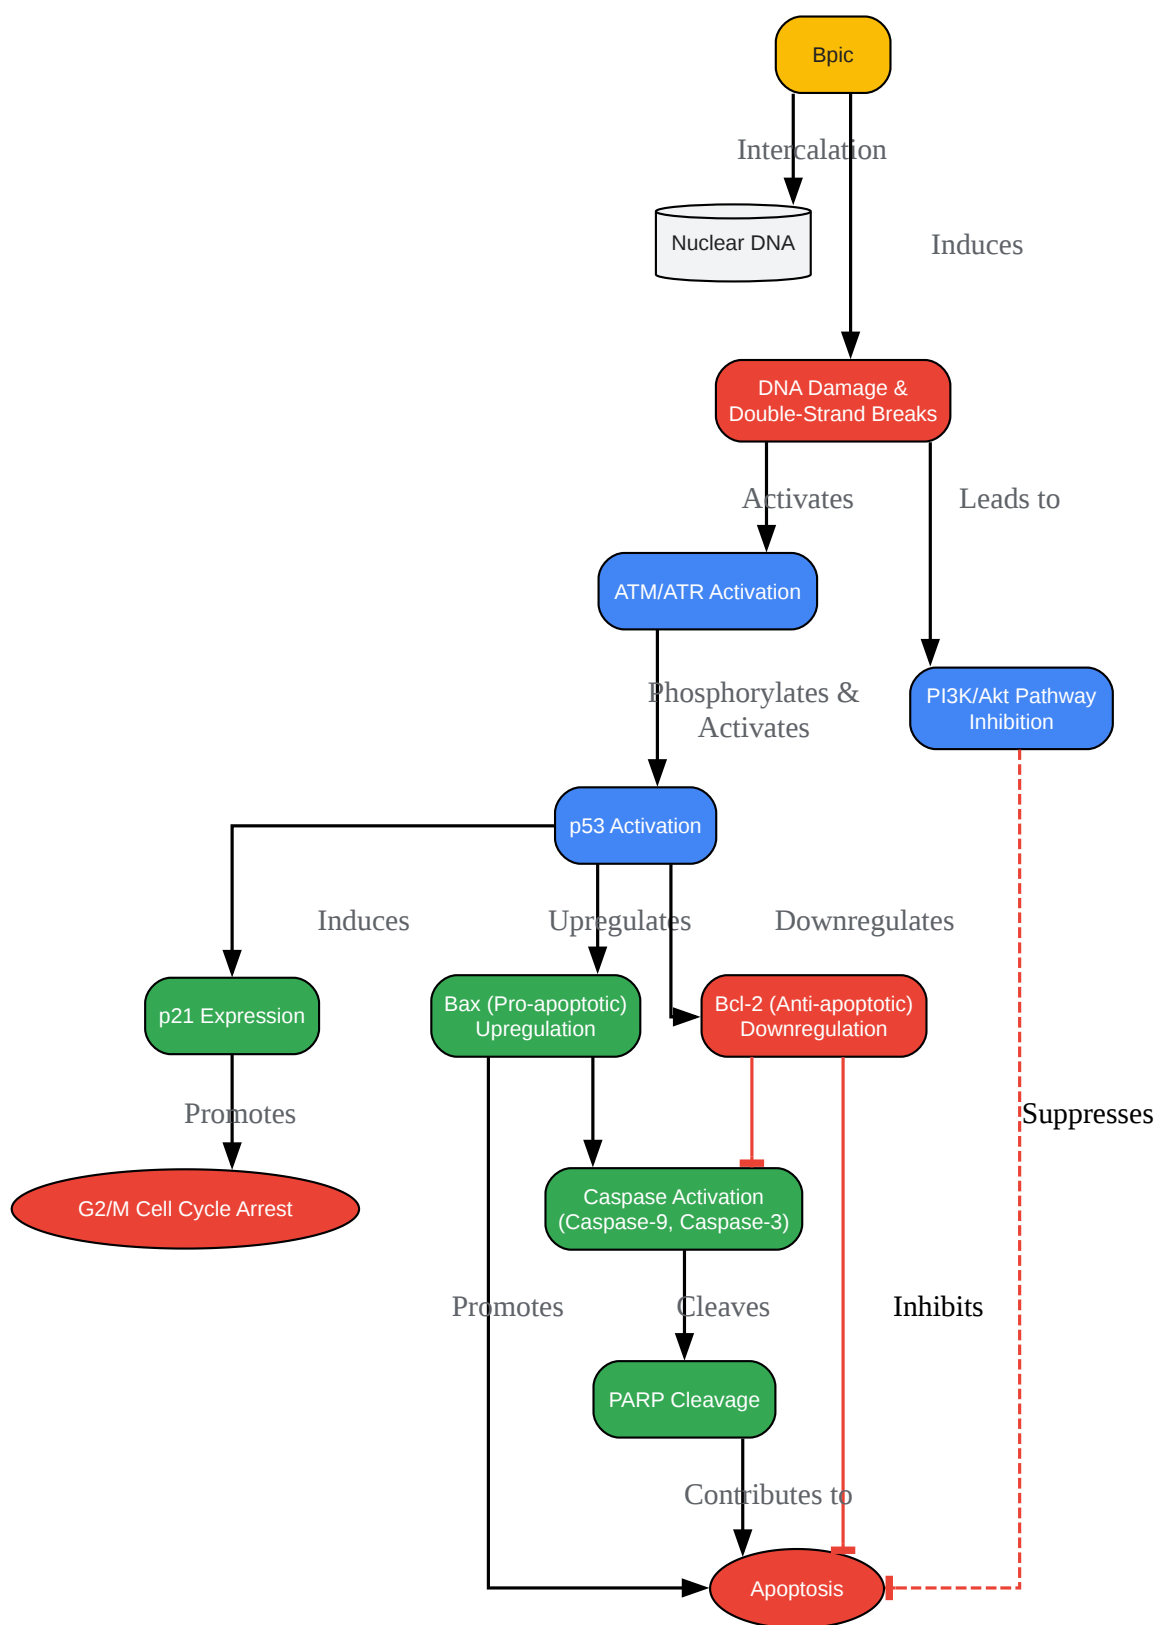 Bpic
Intercalation
Nuclear DNA
Induces
DNA Damage &
Double-Strand Breaks
Activates
Leads to
ATM/ATR Activation
Phosphorylates &
Activates
PI3K/Akt Pathway
Inhibition
p53 Activation
Induces
Upregulates
Downregulates
p21 Expression
Bax (Pro-apoptotic)
Upregulation
Bcl-2 (Anti-apoptotic)
Downregulation
Promotes
Suppresses
G2/M Cell Cycle Arrest
Caspase Activation
(Caspase-9, Caspase-3)
Promotes
Cleaves
Inhibits
PARP Cleavage
Contributes to
Apoptosis